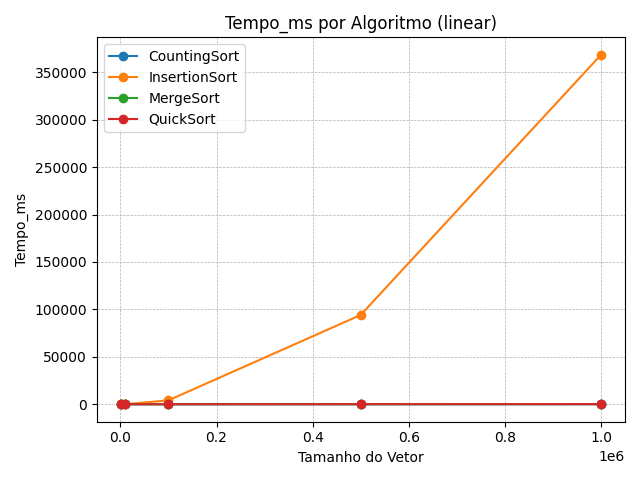 Tempo_ms por Algoritmo (linear)
CountingSort
InsertionSort
MergeSort
QuickSort
350000
300000
250000
200000
150000
100000
50000
0
Tempo_ms
0.0 0.2 0.4 0.6 0.8 1.0
1e6
Tamanho do Vetor